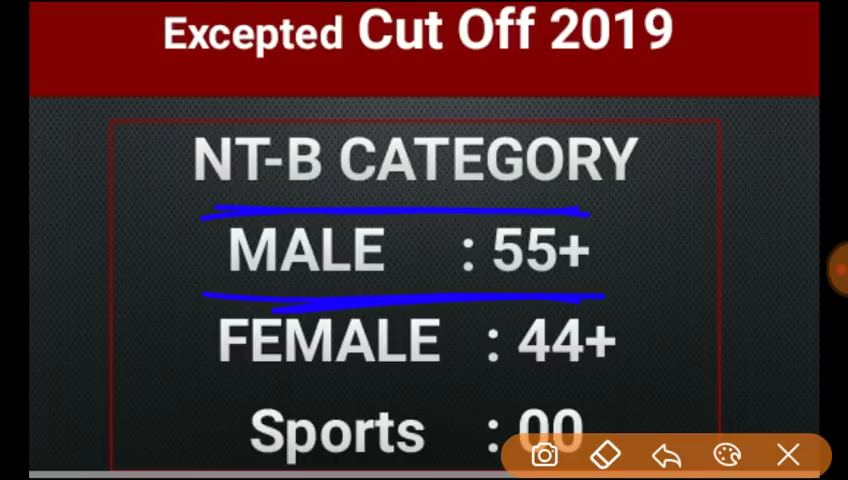 Excepted Cut Off 2019
NT-B CATEGORY
MALE : 55+
FEMALE : 44+
Sports : 00